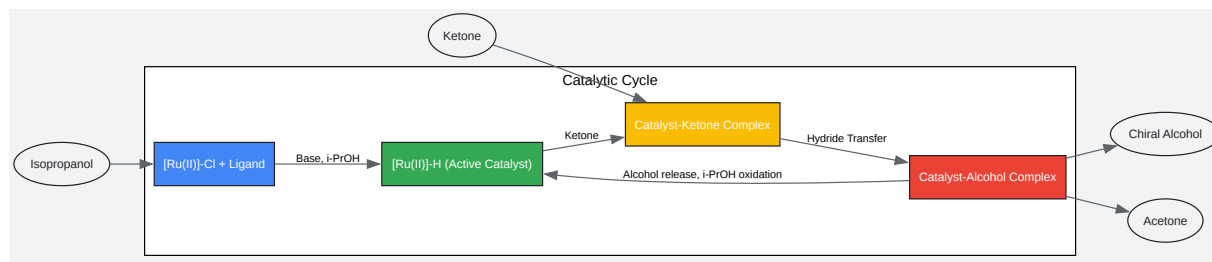 Ketone
Catalytic Cycle
Isopropanol
[Ru(II)]-Cl + Ligand
Base, i-PrOH
[Ru(II)]-H (Active Catalyst)
Ketone
Catalyst-Ketone Complex
Hydride Transfer
Alcohol release, i-PrOH oxidation
Catalyst-Alcohol Complex
Chiral Alcohol
Acetone